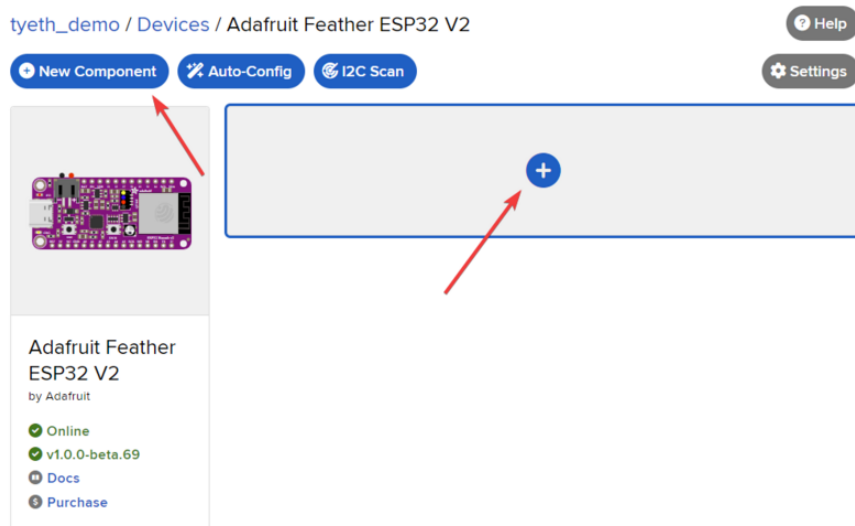 tyeth_demo / Devices / Adafruit Feather ESP32 V2
Help
New Component
Auto-Config
I2C Scan
Settings
Adafruit Feather
ESP32 V2
by Adafruit
Online
v1.0.0-beta.69
Docs
Purchase